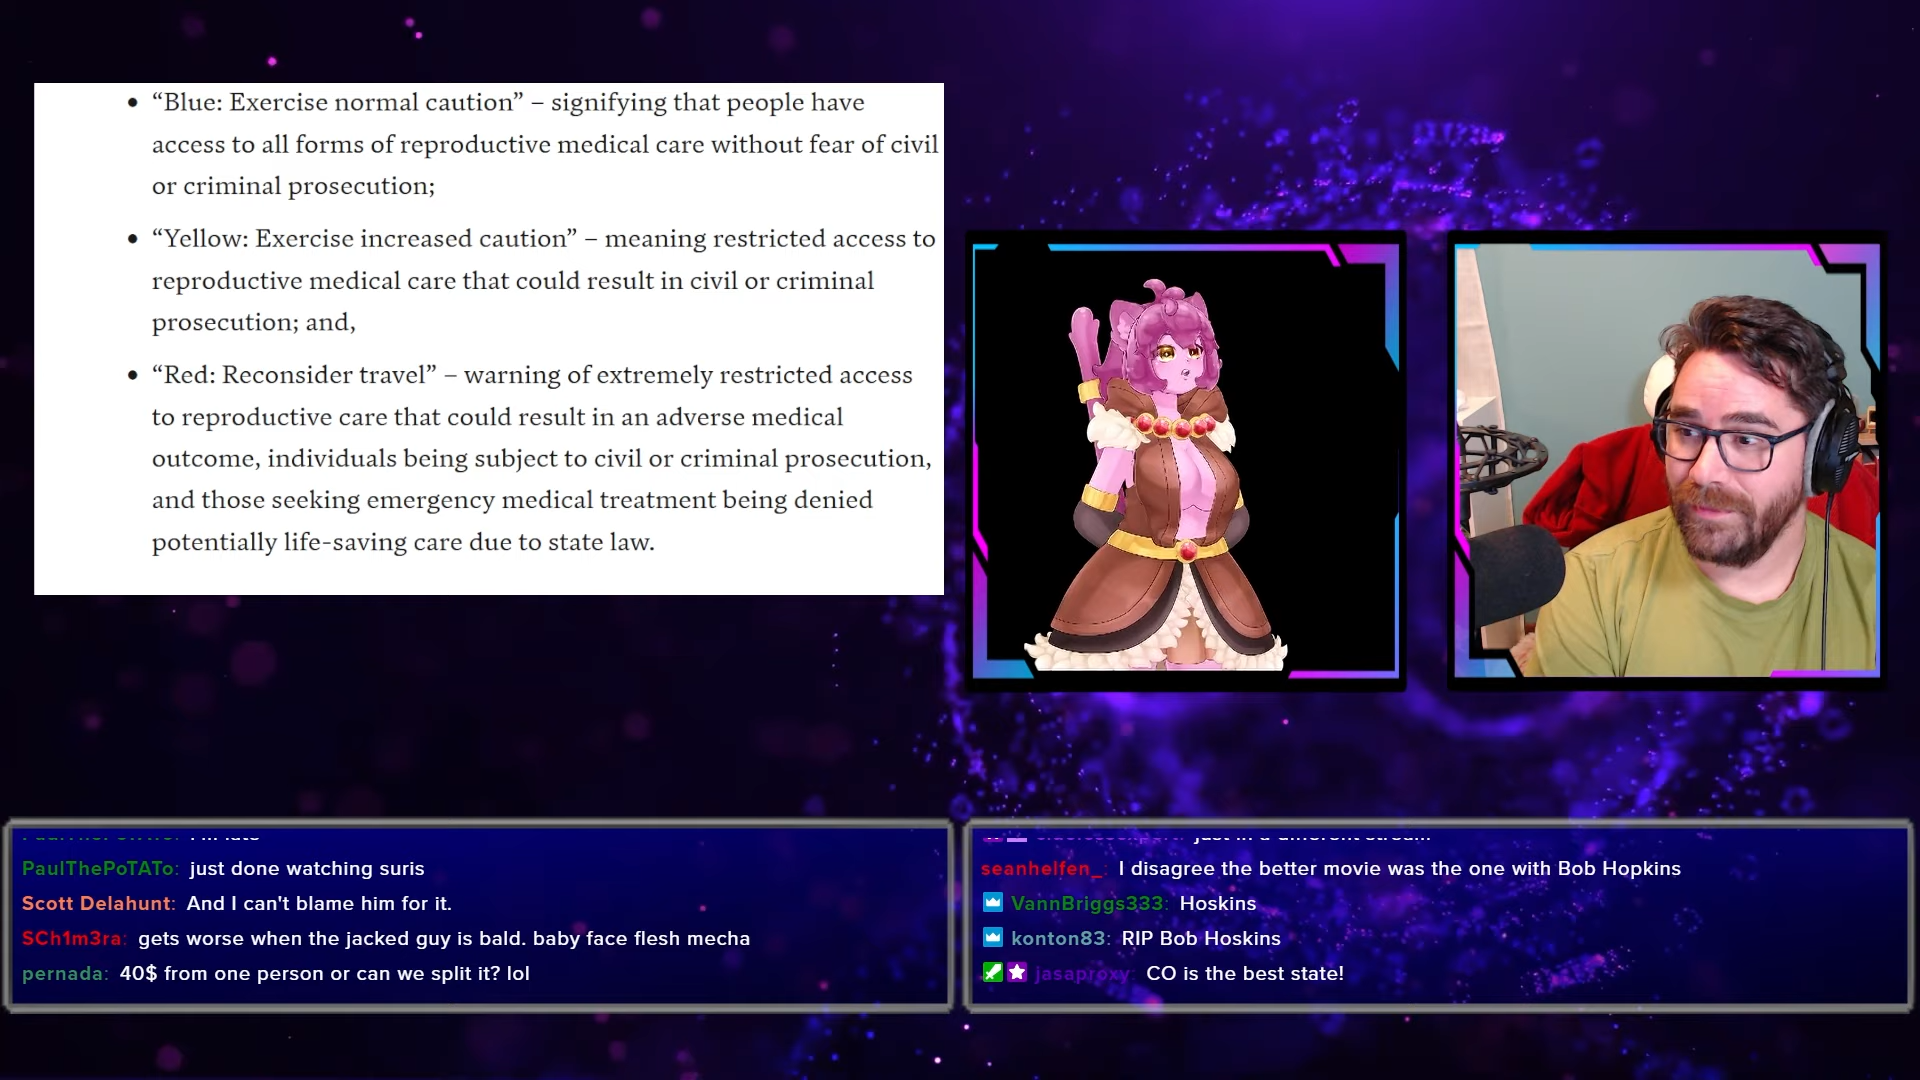 “Blue: Exercise normal caution” – signifying that people have
access to all forms of reproductive medical care without fear of civil
or criminal prosecution;
“Yellow: Exercise increased caution” – meaning restricted access to
reproductive medical care that could result in civil or criminal
prosecution; and,
“Red: Reconsider travel” – warning of extremely restricted access
to reproductive care that could result in an adverse medical
outcome, individuals being subject to civil or criminal prosecution,
and those seeking emergency medical treatment being denied
potentially life-saving care due to state law.
PaulThePoTATo: just done watching suris
Scott Delahunt: And I can't blame him for it.
SCh1m3ra: gets worse when the jacked guy is bald. baby face flesh mecha
pernada: 40$ from one person or can we split it? lol
just in a different stream
seanhelfen_: I disagree the better movie was the one with Bob Hopkins
VannBriggs333: Hoskins
konton83: RIP Bob Hoskins
jasaproxy: CO is the best state!